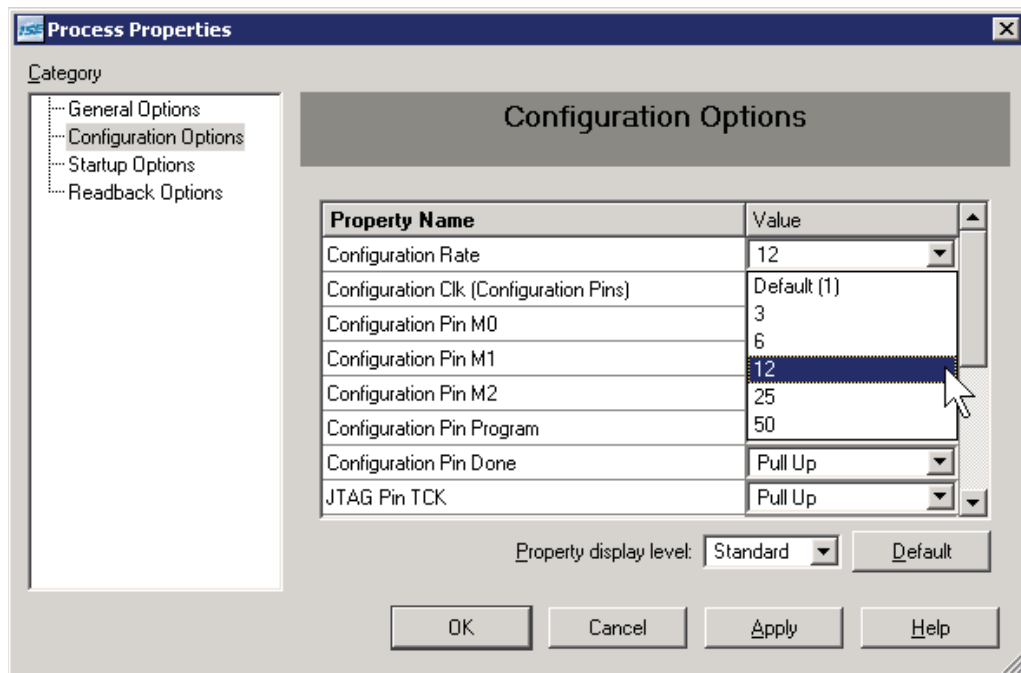 ISE Process Properties
Category
General Options
Configuration Options
Startup Options
Readback Options
Configuration Options
Property Name Value
Configuration Rate 12
Configuration Clk (Configuration Pins) Default (1)
Configuration Pin M0 3
6
Configuration Pin M1 12
Configuration Pin M2 25
Configuration Pin Program 50
Configuration Pin Done Pull Up
JTAG Pin TCK Pull Up
Property display level: Standard Default
OK Cancel Apply Help